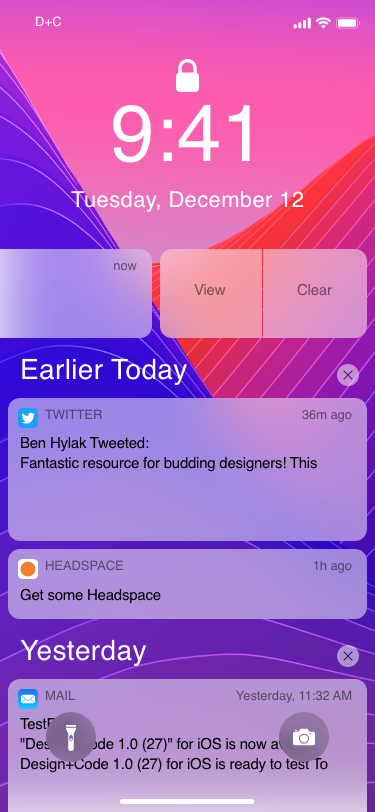 D+C
9:41
Tuesday, December 12
now
View
Clear
Earlier Today
TWITTER
36m ago
Ben Hylak Tweeted:
Fantastic resource for budding designers! This
HEADSPACE
1h ago
Get some Headspace
Yesterday
MAIL
Yesterday, 11:32 AM
for iOS is now
1.0 (27)"
Design+Code 1.0 (27) for iOS is ready to test